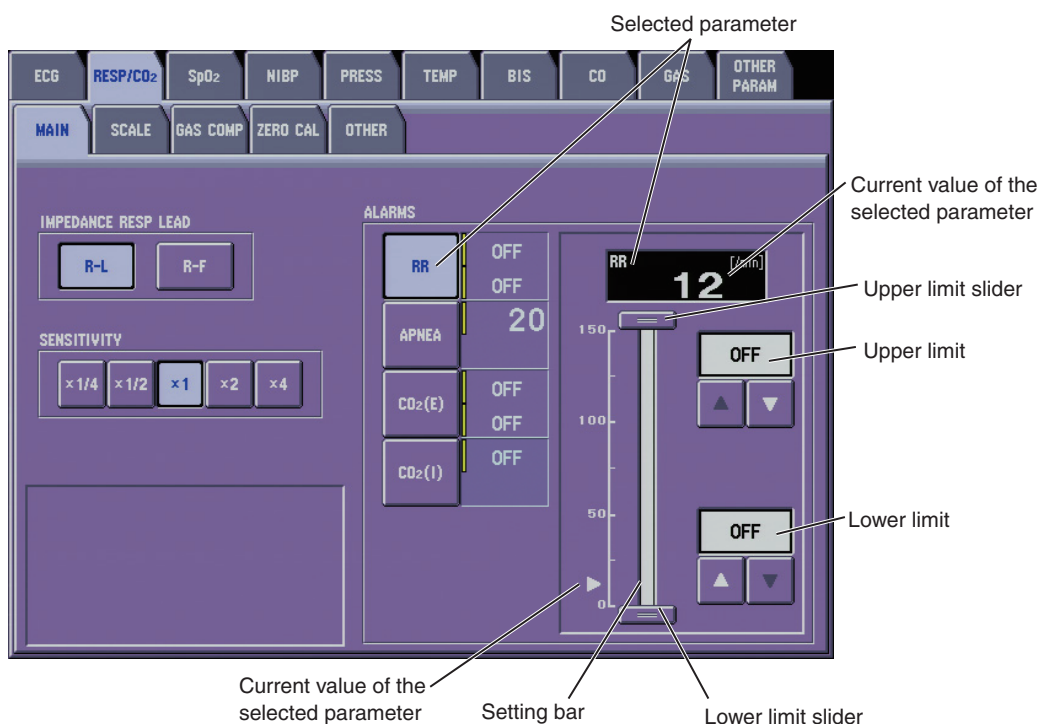 Selected parameter
ECG RESP/CO2 SpO2 NIBP PRESS TEMP BIS CO GAS OTHER
PARAM
MAIN SCALE GAS COMP ZERO CAL OTHER
Current value of the
selected parameter
IMPEDANCE RESP LEAD
R-L R-F
SENSITIVITY
×1/4 ×1/2 ×1 ×2 ×4
ALARMS
RR OFF
OFF
APNEA 20
CO2(E) OFF
OFF
CO2(I) OFF
RR [/min]
12
Upper limit slider
150
100
50
0
OFF
Upper limit
OFF
Lower limit
Current value of the
selected parameter
Setting bar
Lower limit slider